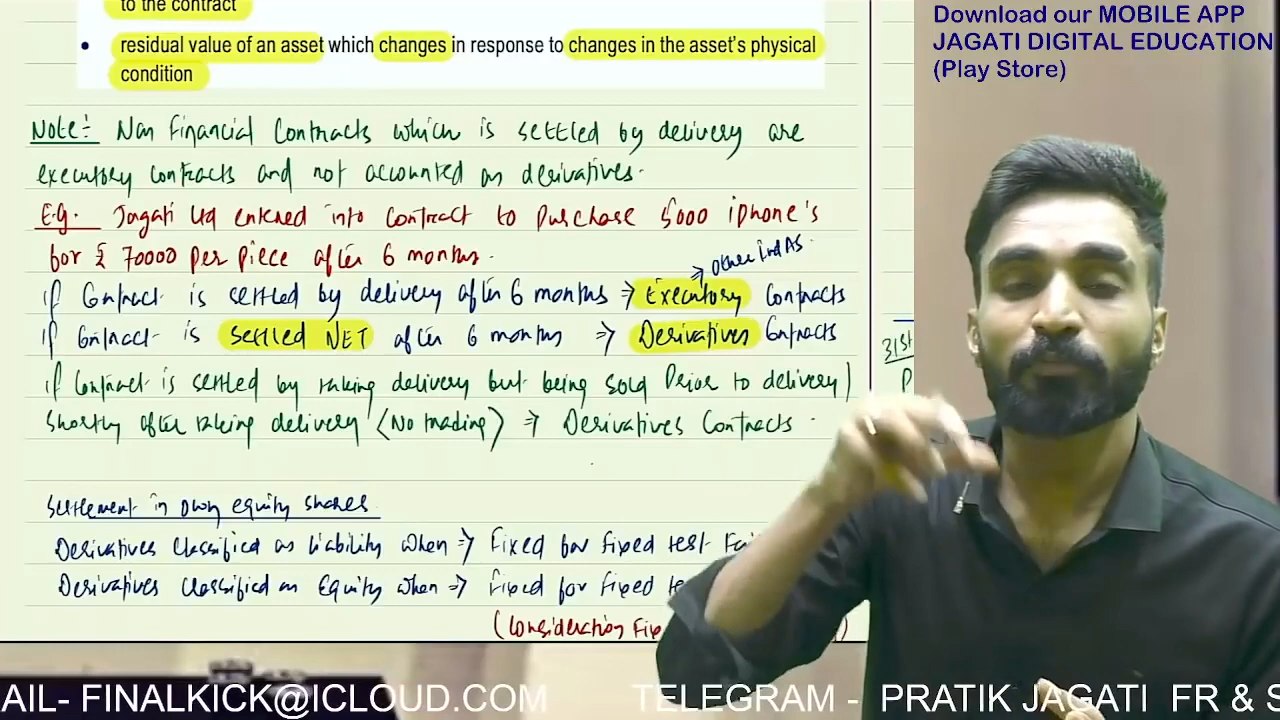 to the contract
• residual value of an asset which changes in response to changes in the asset's physical
condition
Note:- Non Financial Contracts which is settled by delivery are
executory contracts and not accounted as derivatives.
E.g. Jagati Ltd entered into contract to purchase 5000 iphone's
for ₹ 70000 per piece after 6 months.
⇒ Other Ind AS.
if Contract is settled by delivery after 6 months ⇒ Executory Contracts
if Contract is settled NET after 6 months ⇒ Derivatives Contracts
if Contract is settled by taking delivery but being sold Prior to delivery/
shortly after taking delivery (No trading) ⇒ Derivatives Contracts.
Settlement in own equity shares
Derivatives classified as liability when ⇒ Fixed for fixed test
Derivatives classified as Equity when ⇒ Fixed for fixed
(Consideration
31st
Download our MOBILE APP
JAGATI DIGITAL EDUCATION
(Play Store)
AIL- FINALKICK@ICLOUD.COM TELEGRAM - PRATIK JAGATI FR & S